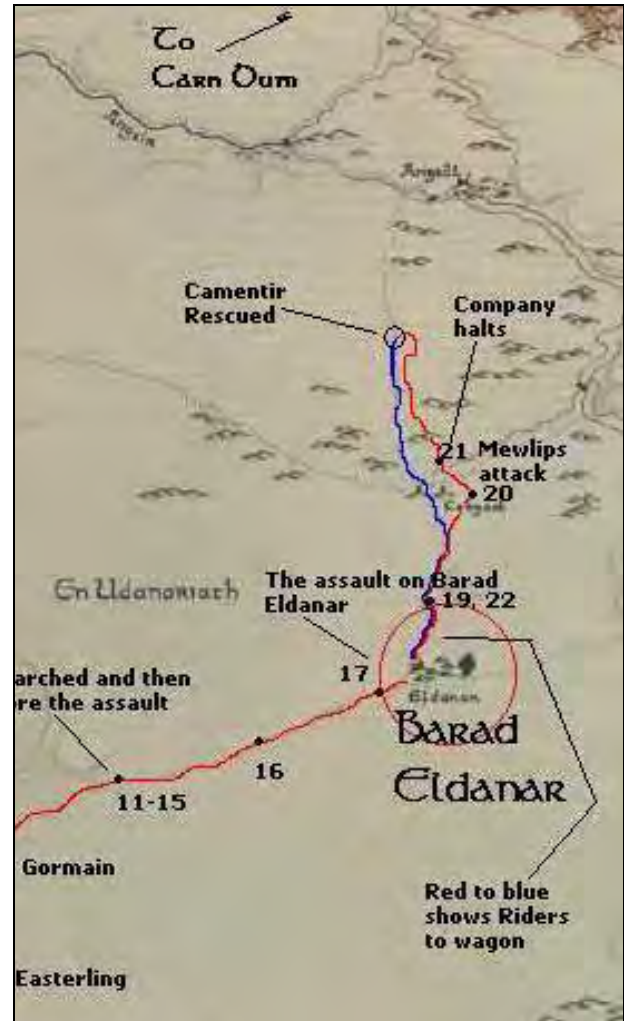 To
Carn Dum
Angsul
Camentir
Rescued
Company
halts
21 Mewlips
attack
20
En Udanoriach
The assault on Barad
Eldanar
19, 22
17
arched and then
re the assault
Eldanar
Barad
Eldanar
16
11-15
Gormain
Red to blue
shows Riders
to wagon
Easterling